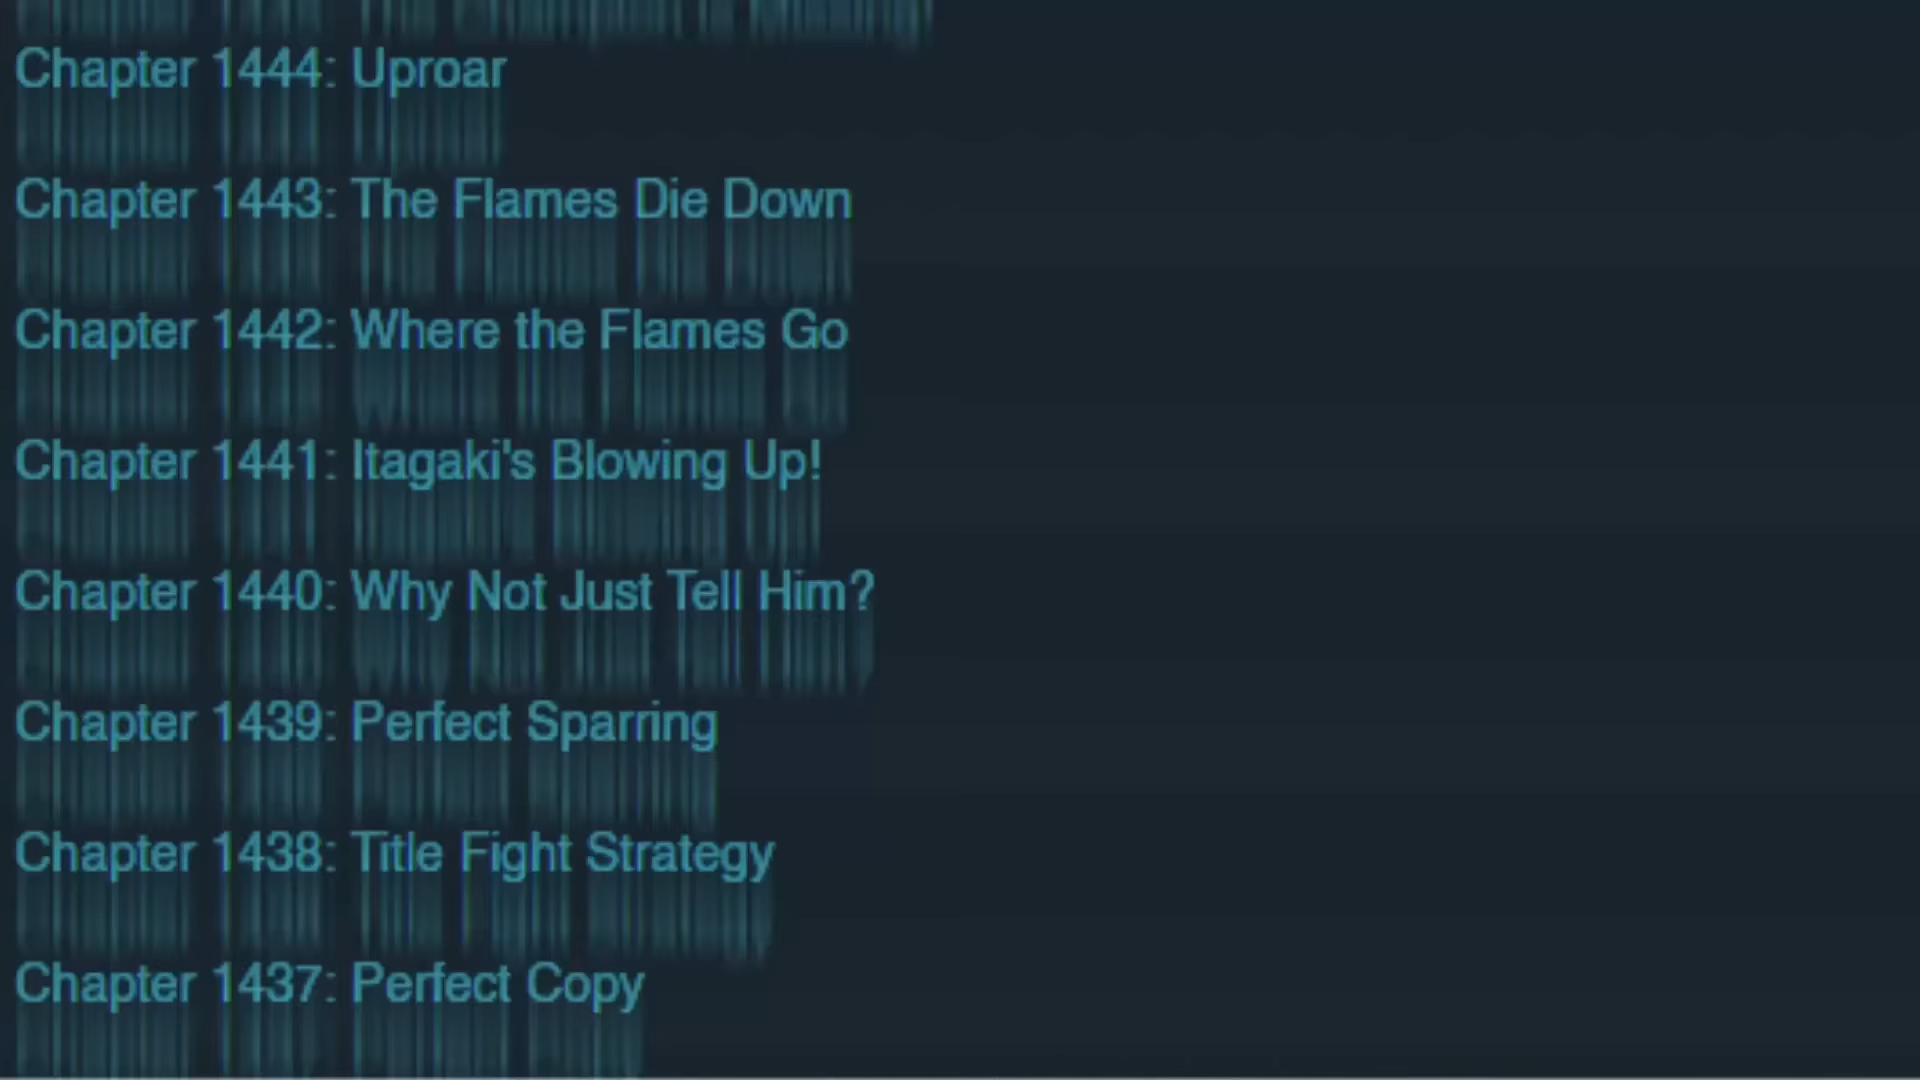 Chapter 1444: Uproar
Chapter 1443: The Flames Die Down
Chapter 1442: Where the Flames Go
Chapter 1441: Itagaki's Blowing Up!
Chapter 1440: Why Not Just Tell Him?
Chapter 1439: Perfect Sparring
Chapter 1438: Title Fight Strategy
Chapter 1437: Perfect Copy